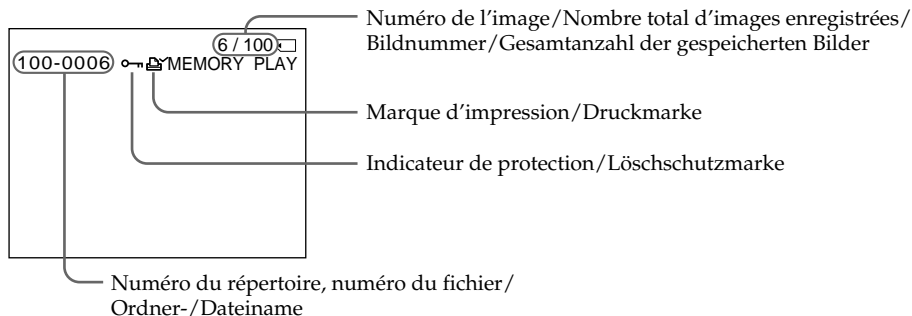 Numéro de l’image/Nombre total d’images enregistrées/
Bildnummer/Gesamtanzahl der gespeicherten Bilder
6 / 100
100-0006 MEMORY PLAY
Marque d’impression/Druckmarke
Indicateur de protection/Löschschutzmarke
Numéro du répertoire, numéro du fichier/
Ordner-/Dateiname